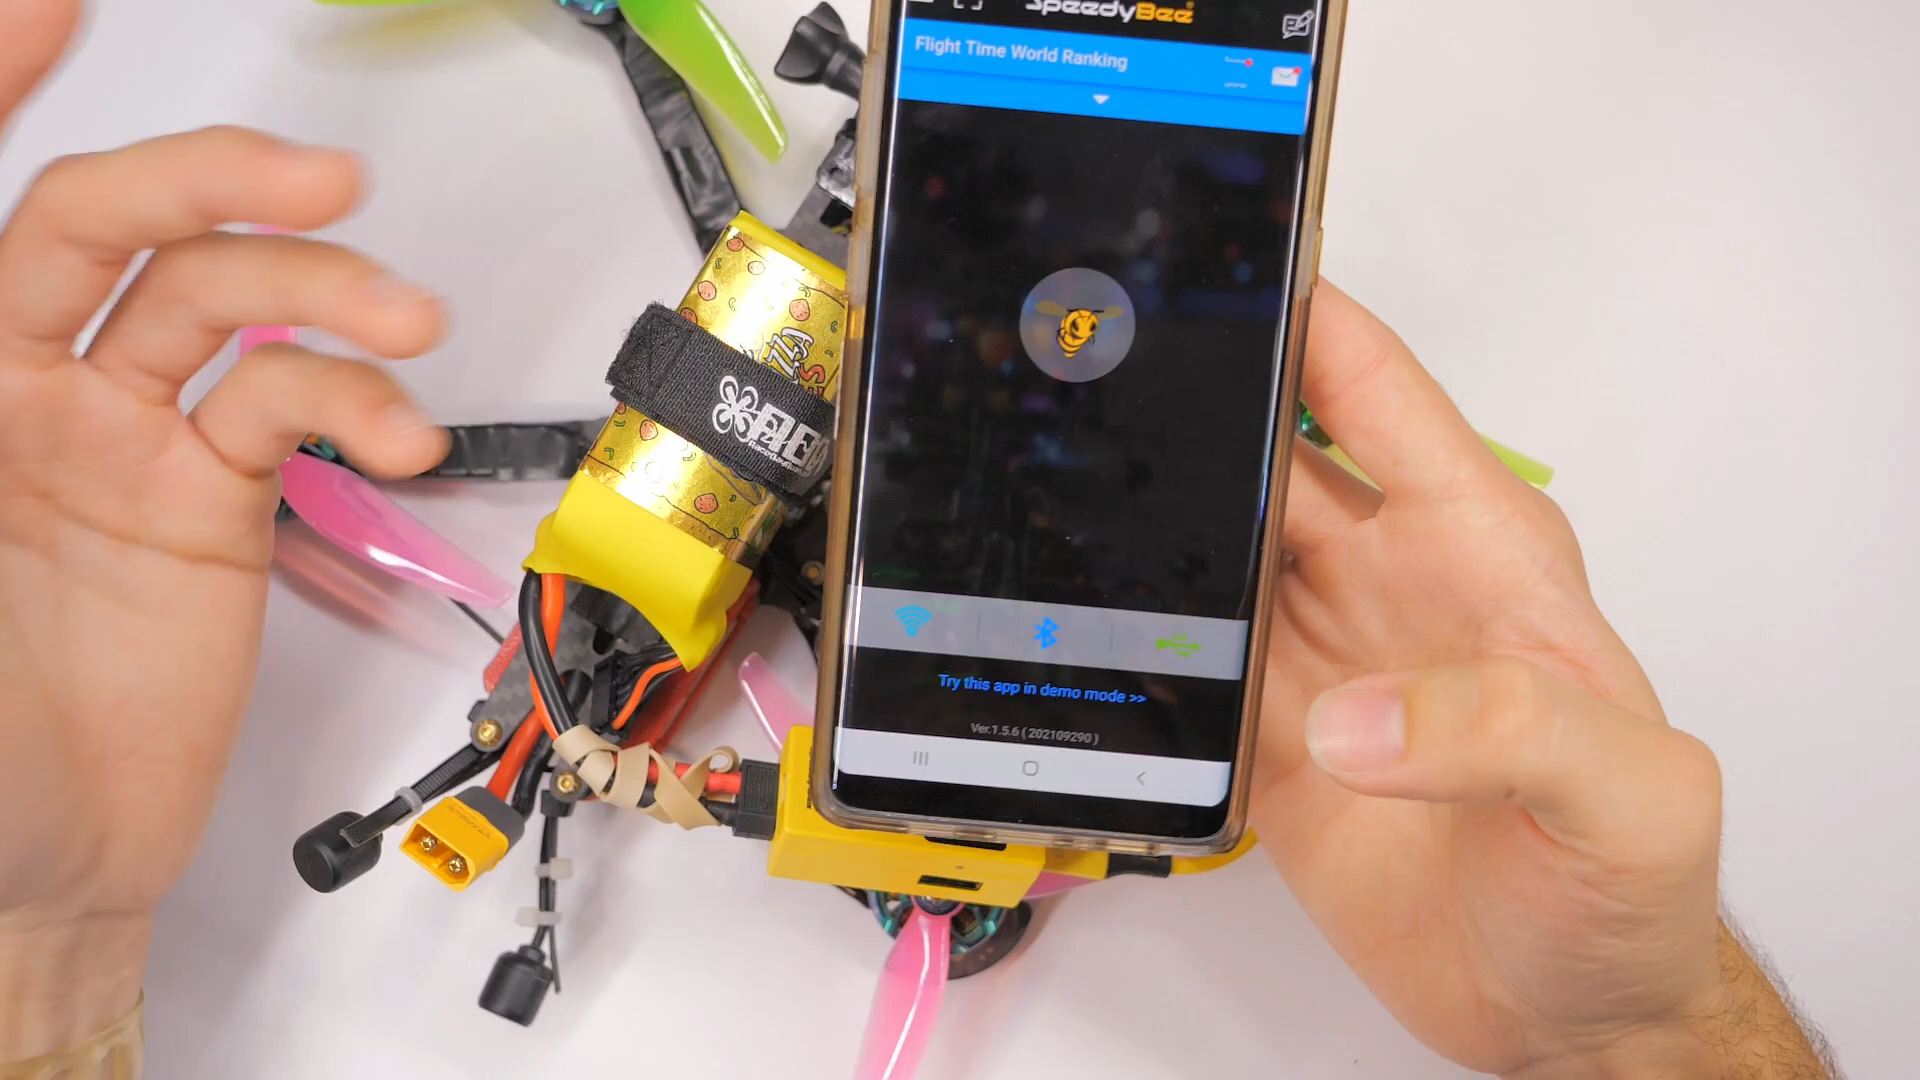 SpeedyBee
Flight Time World Ranking
Try this app in demo mode >>
Ver.1.5.6 ( 202109290 )